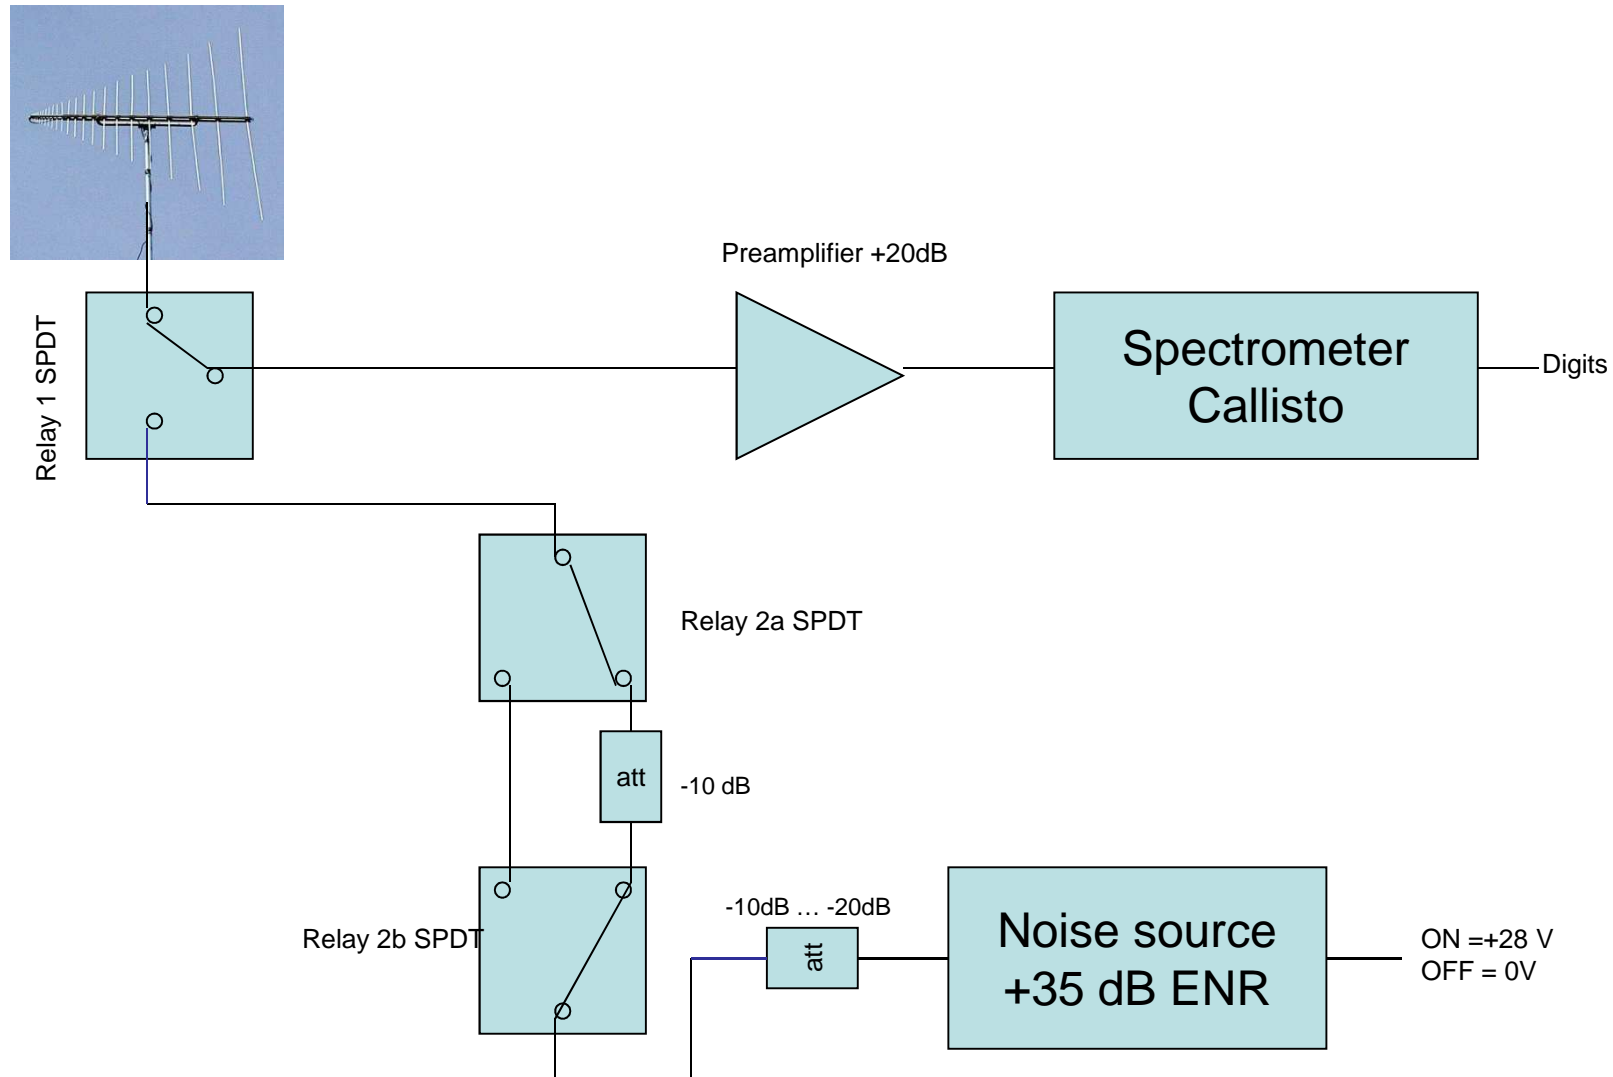 Preamplifier +20dB
Relay 1 SPDT
Spectrometer
Callisto
Digits
Relay 2a SPDT
att
-10 dB
Relay 2b SPDT
-10dB … -20dB
att
Noise source
+35 dB ENR
ON =+28 V
OFF = 0V